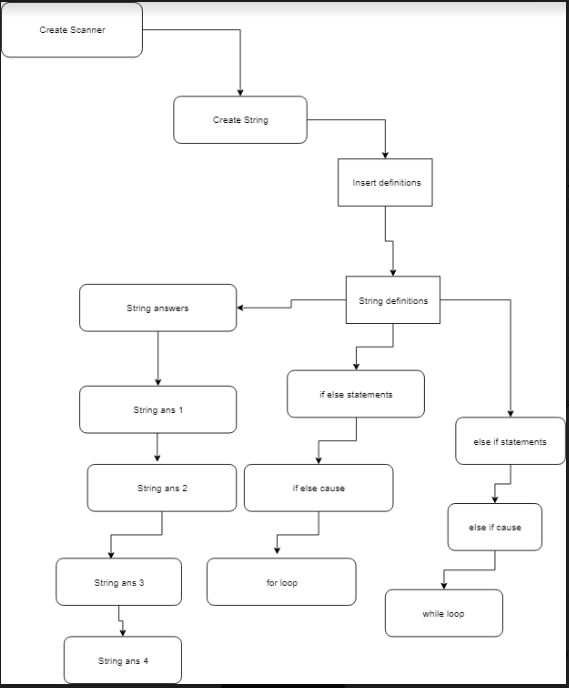 Create Scanner
Create String
Insert definitions
String definitions
String answers
if else statements
String ans 1
else if statements
String ans 2
if else cause
else if cause
String ans 3
for loop
while loop
String ans 4